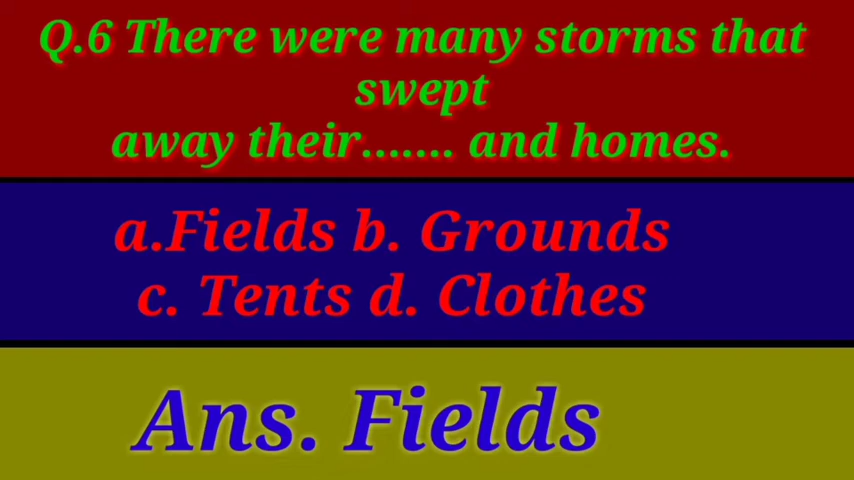 Q.6 There were many storms that
swept
away their....... and homes.
a.Fields b. Grounds
c. Tents d. Clothes
Ans. Fields